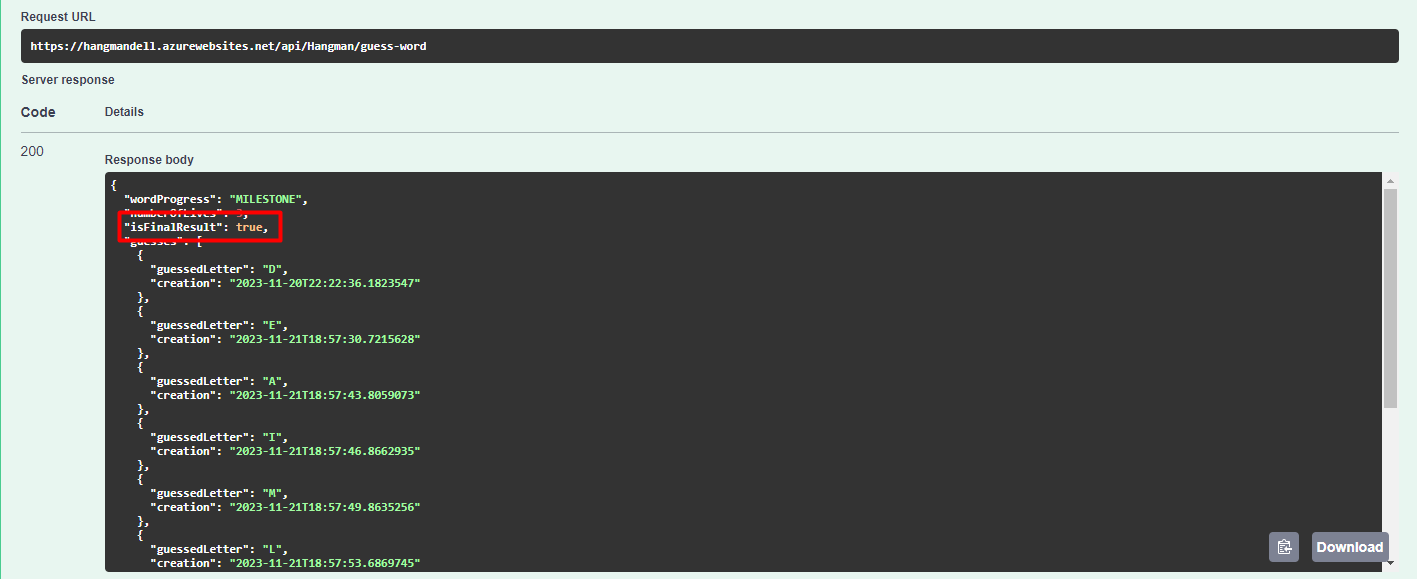 Request URL
https://hangmandell.azurewebsites.net/api/Hangman/guess-word
Server response
Code Details
200
Response body
{
"wordProgress": "MILESTONE",
"numberOfLives": 3,
"isFinalResult": true,
"guesses": [
{
"guessedLetter": "D",
"creation": "2023-11-20T22:22:36.1823547"
},
{
"guessedLetter": "E",
"creation": "2023-11-21T18:57:30.7215628"
},
{
"guessedLetter": "A",
"creation": "2023-11-21T18:57:43.8059073"
},
{
"guessedLetter": "I",
"creation": "2023-11-21T18:57:46.8662935"
},
{
"guessedLetter": "M",
"creation": "2023-11-21T18:57:49.8635256"
},
{
"guessedLetter": "L",
"creation": "2023-11-21T18:57:53.6869745"
Download